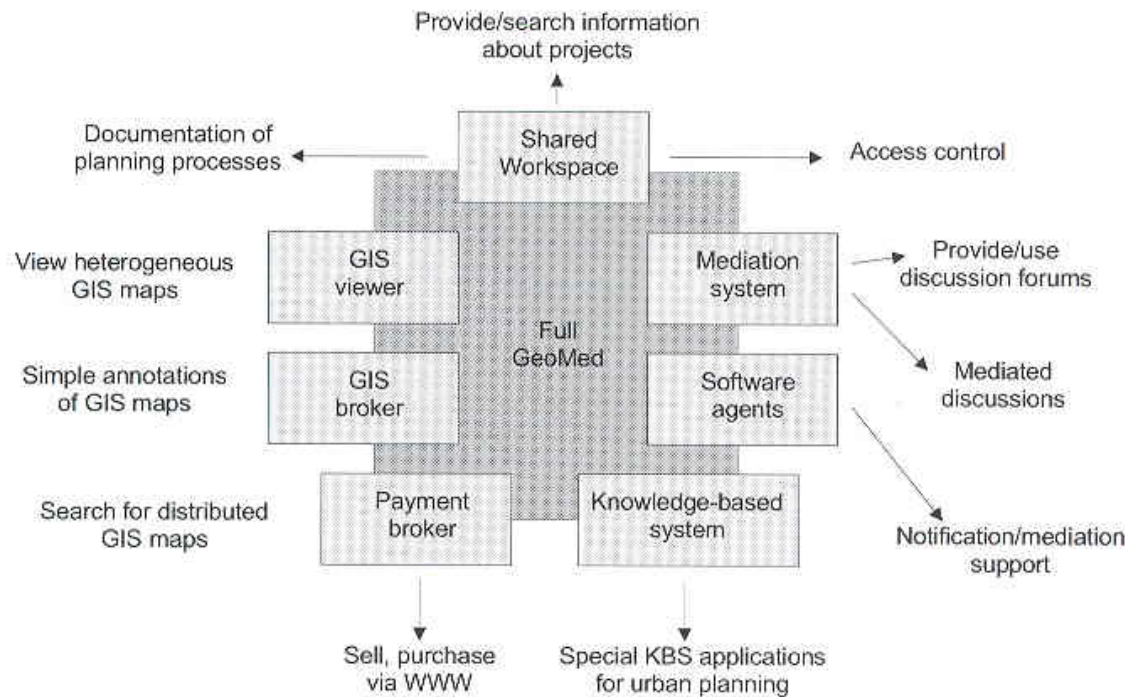 Provide/search information
about projects
Documentation of
planning processes
Shared
Workspace
Access control
View heterogeneous
GIS maps
GIS
viewer
Mediation
system
Provide/use
discussion forums
Full
GeoMed
Simple annotations
of GIS maps
GIS
broker
Software
agents
Mediated
discussions
Search for distributed
GIS maps
Payment
broker
Knowledge-based
system
Notification/mediation
support
Sell, purchase
via WWW
Special KBS applications
for urban planning